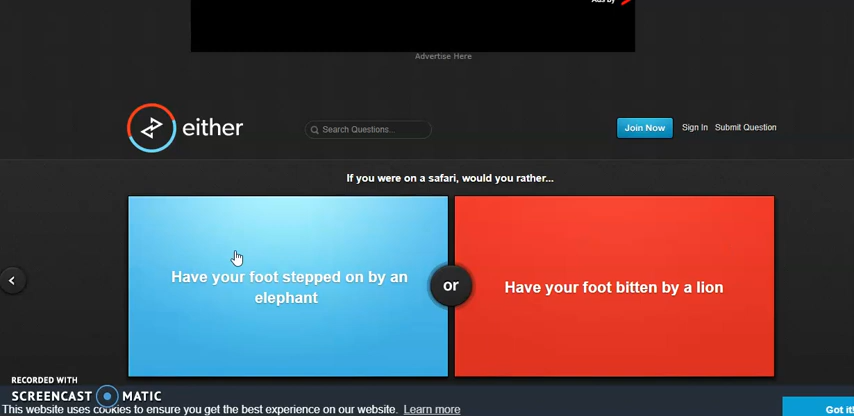 Ads by
Advertise Here
either
Search Questions...
Join Now
Sign In
Submit Question
If you were on a safari, would you rather...
Have your foot stepped on by an
elephant
or
Have your foot bitten by a lion
RECORDED WITH
SCREENCAST MATIC
This website uses cookies to ensure you get the best experience on our website. Learn more
Got it!